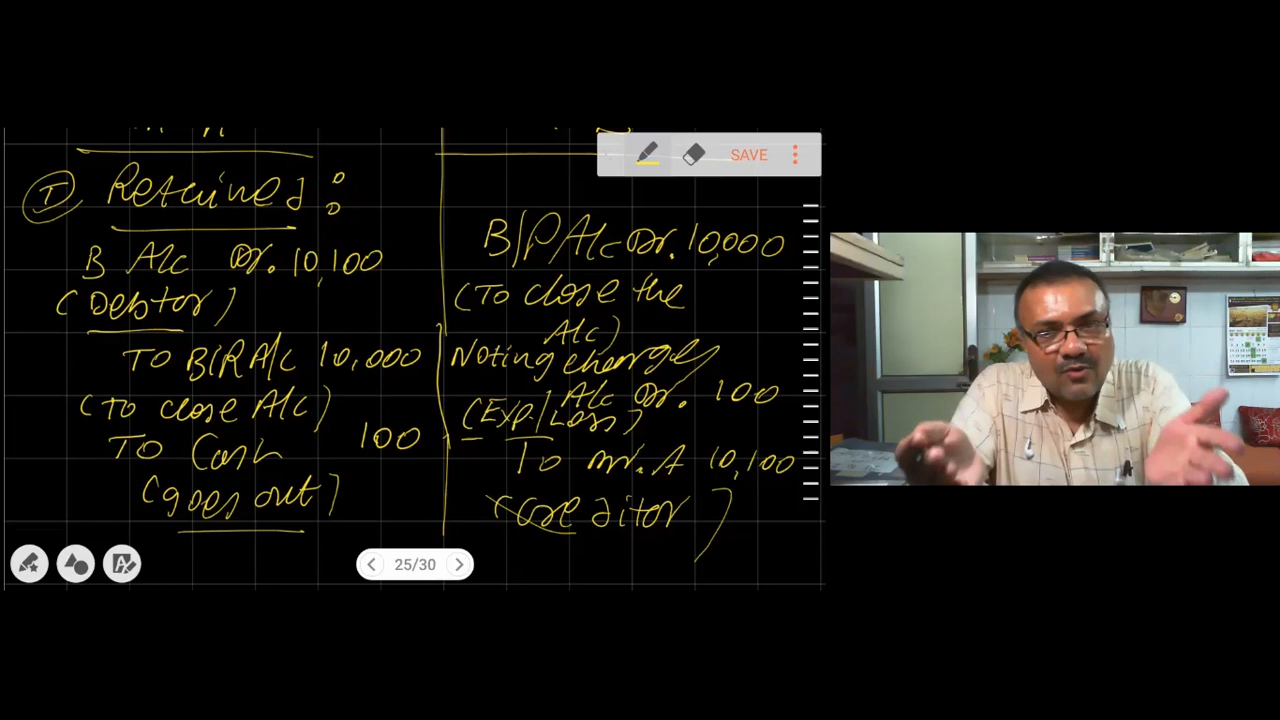 SAVE
I Retained :
B A/c Dr. 10,100
(Debtor)
TO B/R A/c 10,000
(To close A/c)
TO Cash 100
(goes out)
B/P A/c Dr. 10,000
(To close the
A/c)
Noting charges
A/c Dr. 100
(Exp./Loss)
To Mr. A 10,100
(creditor)
25/30